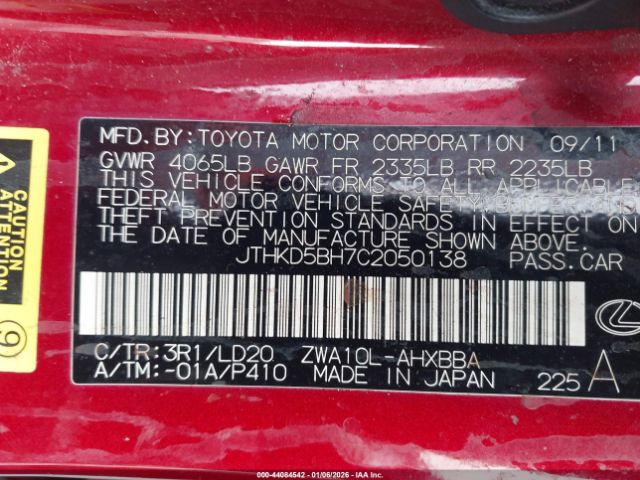 MFD. BY: TOYOTA MOTOR CORPORATION 09/11
GVWR 4065LB GAWR FR 2335LB RR 2235LB
THIS VEHICLE CONFORMS TO ALL APPLICABLE
FEDERAL MOTOR VEHICLE SAFETY,
THEFT PREVENTION STANDARDS IN EFFECT ON
THE DATE OF MANUFACTURE SHOWN ABOVE.
JTHKD5BH7C2050138 PASS.CAR
C/TR:3R1/LD20 ZWA10L-AHXBBA
A/TM:-01A/P410 MADE IN JAPAN 225 A
9
000-44084542 - 01/06/2026 - IAA Inc. Copyright